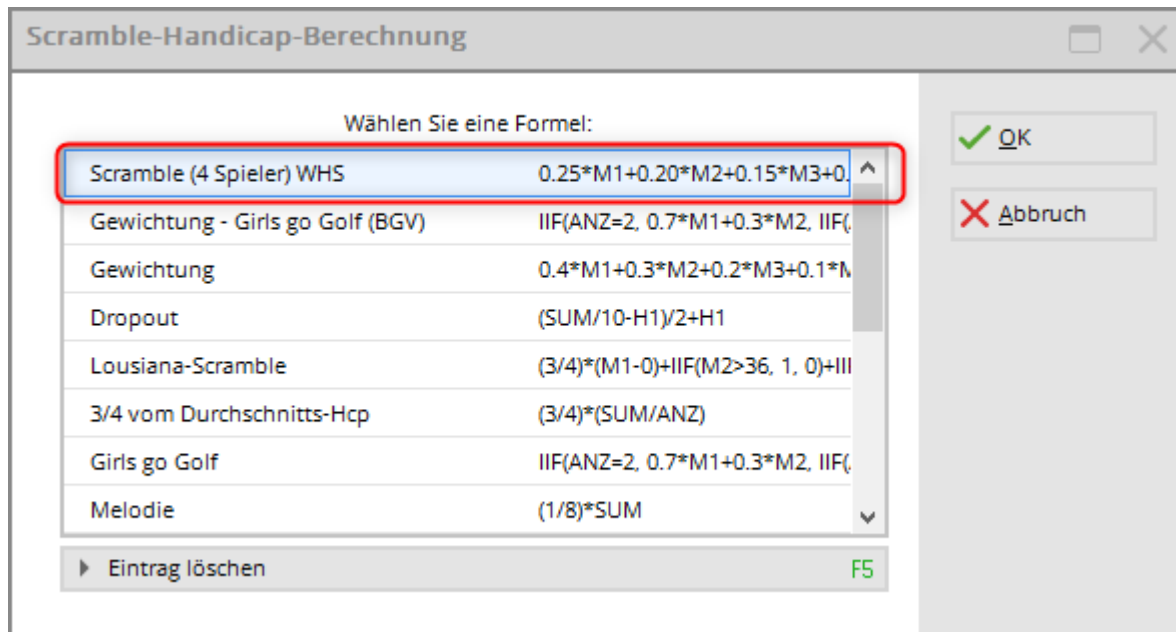 Scramble-Handicap-Berechnung
Wählen Sie eine Formel:
Scramble (4 Spieler) WHS 0.25*M1+0.20*M2+0.15*M3+0.
Gewichtung - Girls go Golf (BGV) IIF(ANZ=2, 0.7*M1+0.3*M2, IIF(
Gewichtung 0.4*M1+0.3*M2+0.2*M3+0.1*M
Dropout (SUM/10-H1)/2+H1
Lousiana-Scramble (3/4)*(M1-0)+IIF(M2>36, 1, 0)+II
3/4 vom Durchschnitts-Hcp (3/4)*(SUM/ANZ)
Girls go Golf IIF(ANZ=2, 0.7*M1+0.3*M2, IIF(
Melodie (1/8)*SUM
Eintrag löschen F5
OK
Abbruch